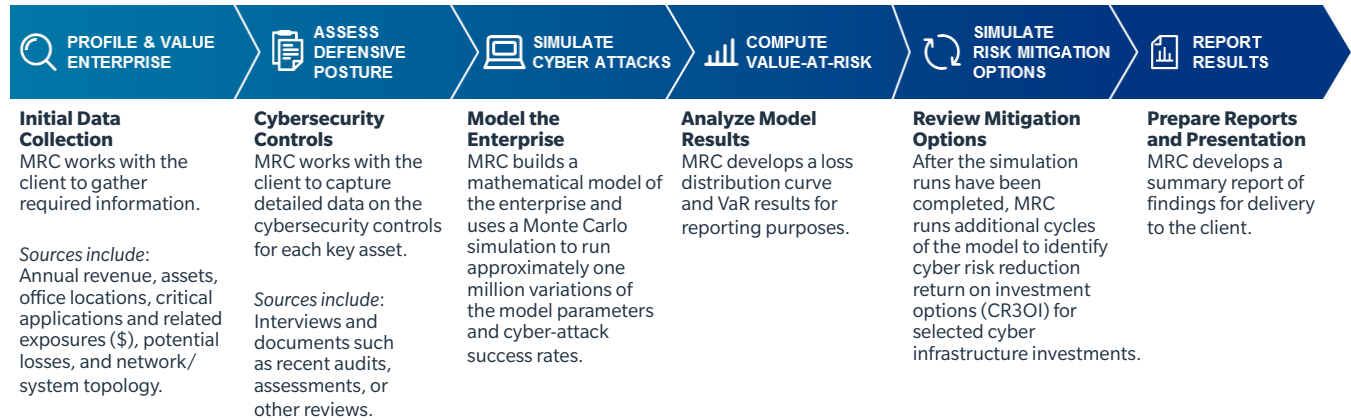 PROFILE & VALUE
ENTERPRISE
ASSESS
DEFENSIVE
POSTURE
SIMULATE
CYBER ATTACKS
COMPUTE
VALUE-AT-RISK
SIMULATE
RISK MITIGATION
OPTIONS
REPORT
RESULTS
Initial Data
Collection
MRC works with the
client to gather
required information.
Sources include:
Annual revenue, assets,
office locations, critical
applications and related
exposures ($), potential
losses, and network/
system topology.
Cybersecurity
Controls
MRC works with the
client to capture
detailed data on the
cybersecurity controls
for each key asset.
Sources include:
Interviews and
documents such
as recent audits,
assessments, or
other reviews.
Model the
Enterprise
MRC builds a
mathematical model of
the enterprise and
uses a Monte Carlo
simulation to run
approximately one
million variations of
the model parameters
and cyber-attack
success rates.
Analyze Model
Results
MRC develops a loss
distribution curve
and VaR results for
reporting purposes.
Review Mitigation
Options
After the simulation
runs have been
completed, MRC
runs additional cycles
of the model to identify
cyber risk reduction
return on investment
options (CR3OI) for
selected cyber
infrastructure investments.
Prepare Reports
and Presentation
MRC develops a
summary report of
findings for delivery
to the client.